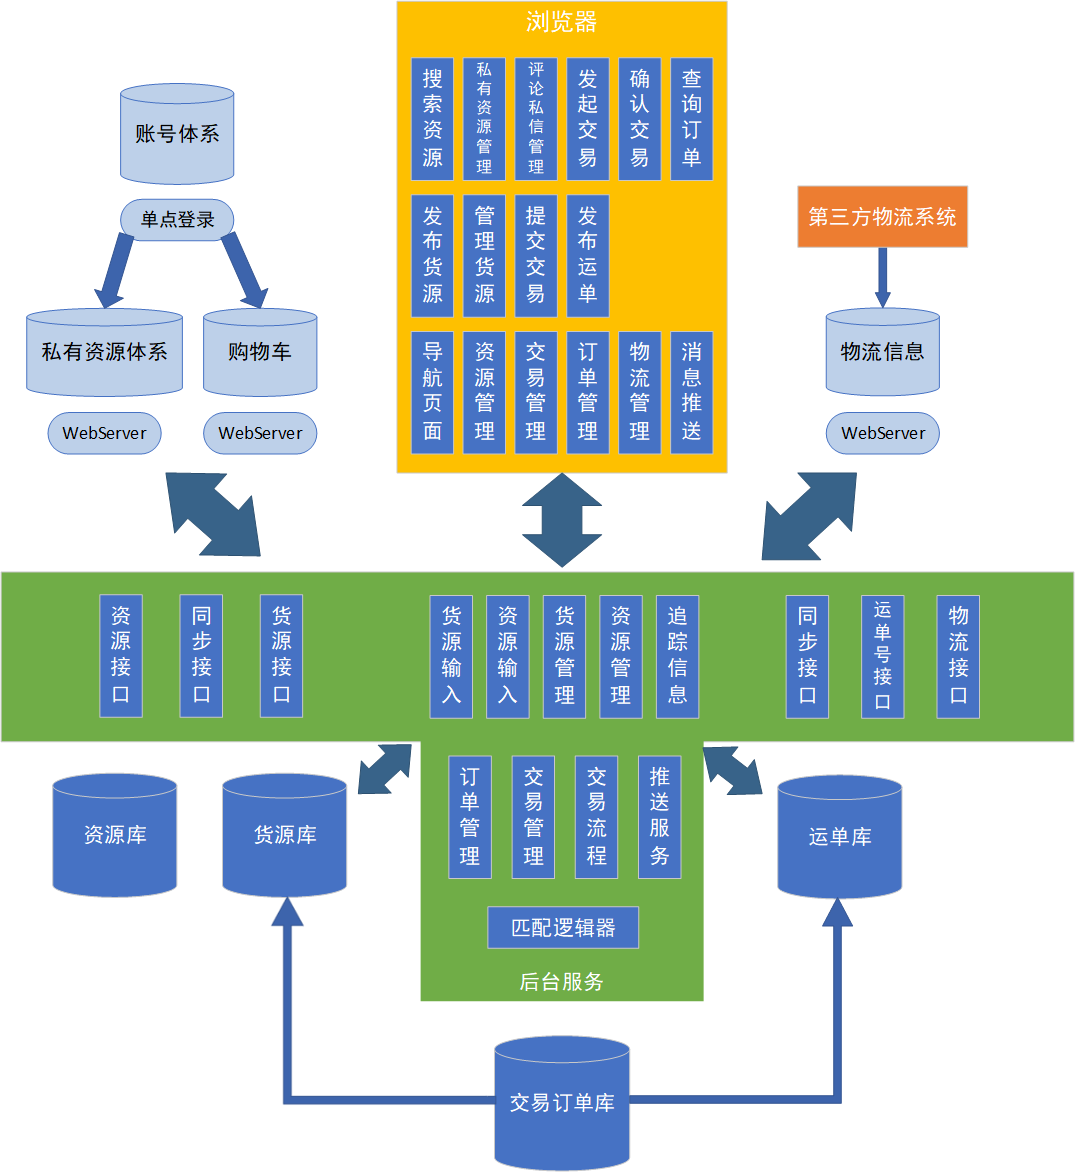 浏览器
搜索资源
私有资源管理
评论私信管理
发起交易
确认交易
查询订单
发布货源
管理货源
提交交易
发布运单
导航页面
资源管理
交易管理
订单管理
物流管理
消息推送
账号体系
单点登录
私有资源体系
购物车
WebServer
WebServer
第三方物流系统
物流信息
WebServer
资源接口
同步接口
货源接口
货源输入
资源输入
货源管理
资源管理
追踪信息
同步接口
运单号接口
物流接口
订单管理
交易管理
交易流程
推送服务
匹配逻辑器
后台服务
资源库
货源库
运单库
交易订单库